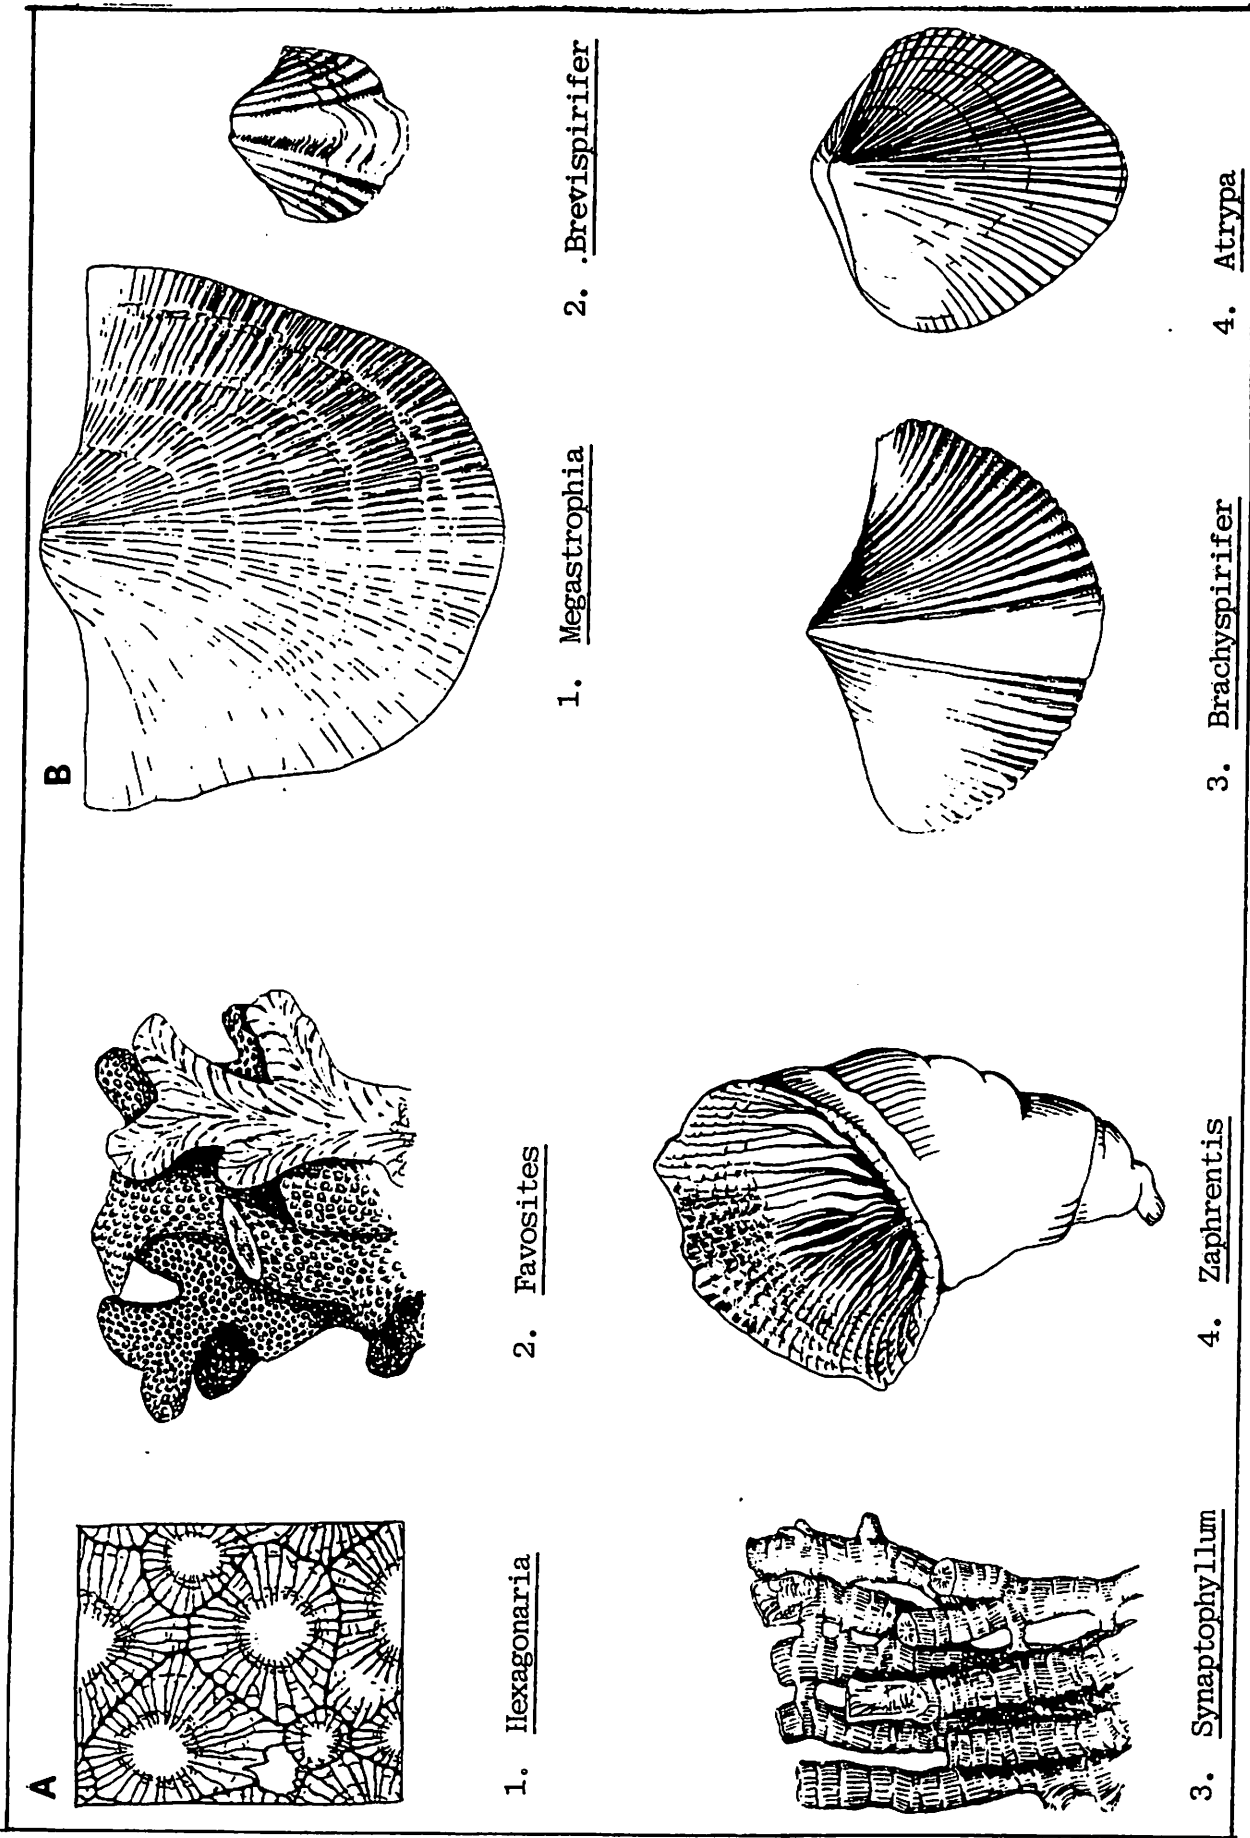 A
1. Hexagonaria
2. Favosites
3. Synaptophyllum
4. Zaphrentis
B
1. Megastrophia
2. .Brevispirifer
3. Brachyspirifer
4. Atrypa